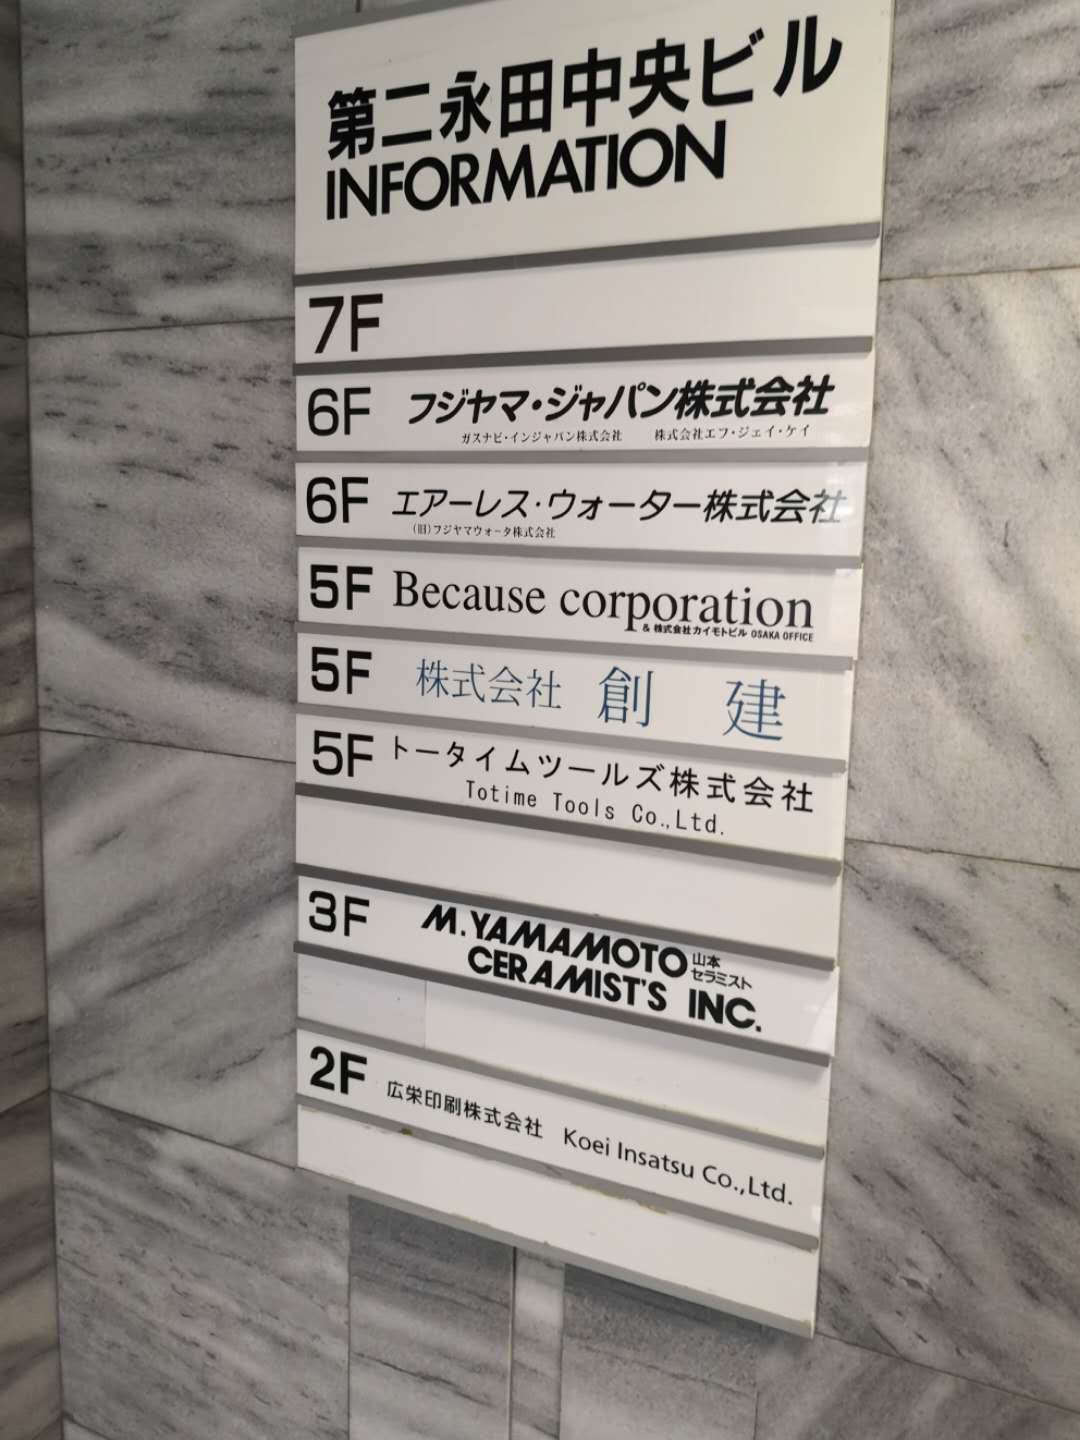 第二永田中央ビル
INFORMATION
7F
6F フジヤマ・ジャパン株式会社
ガスナビ・インジャパン株式会社 株式会社エフ・ジェイ・ケイ
6F エアーレス・ウォーター株式会社
(旧)フジヤマウォータ株式会社
5F Because corporation
& 株式会社カイモトビル OSAKA OFFICE
5F 株式会社 創 建
5F トータイムツールズ株式会社
Totime Tools Co.,Ltd.
3F M.YAMAMOTO 山本
CERAMIST'S INC. セラミスト
2F 広栄印刷株式会社 Koei Insatsu Co.,Ltd.